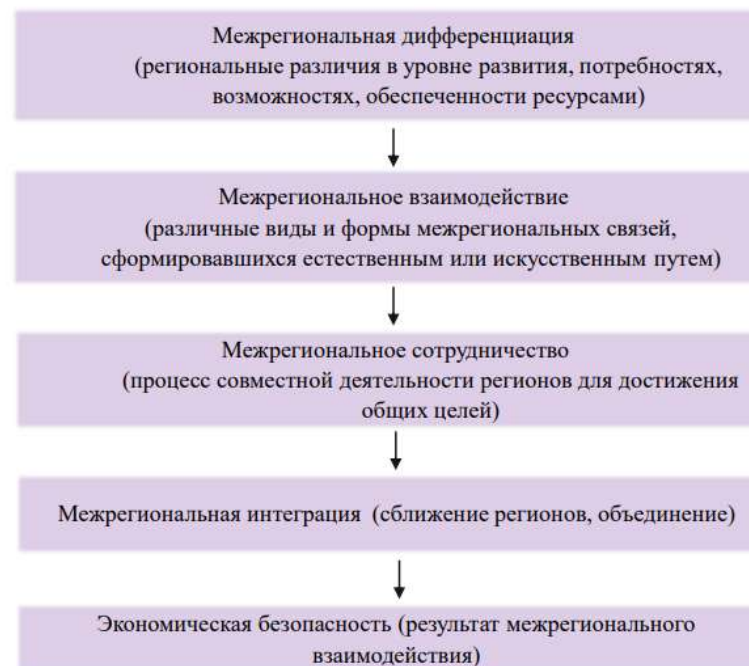 Межрегиональная дифференциация
(региональные различия в уровне развития, потребностях,
возможностях, обеспеченности ресурсами)
Межрегиональное взаимодействие
(различные виды и формы межрегиональных связей,
сформировавшихся естественным или искусственным путем)
Межрегиональное сотрудничество
(процесс совместной деятельности регионов для достижения
общих целей)
Межрегиональная интеграция (сближение регионов, объединение)
Экономическая безопасность (результат межрегионального
взаимодействия)